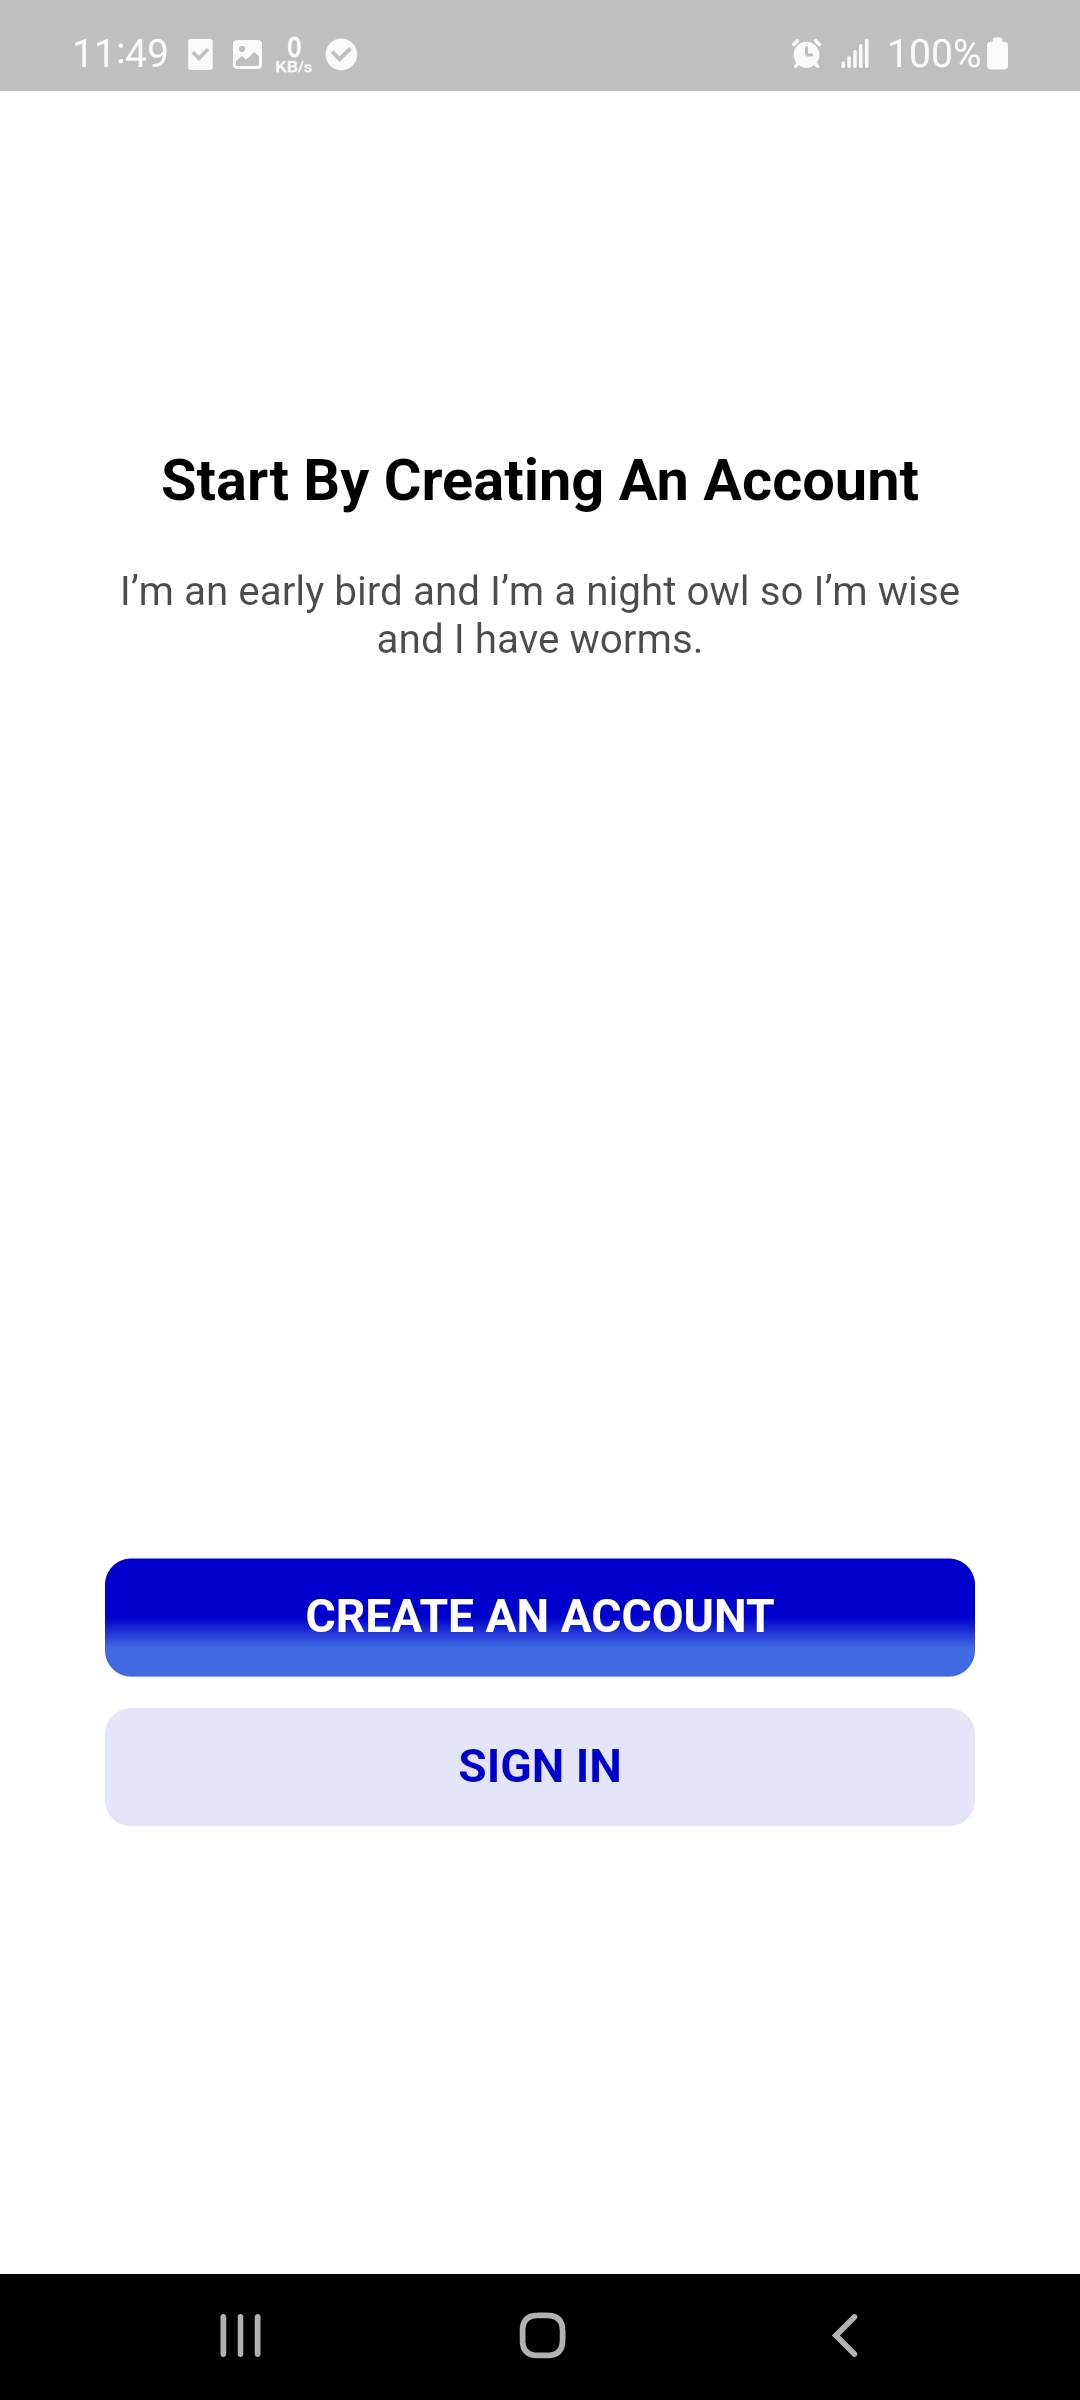 11:49
0
KB/s
100%
Start By Creating An Account
I’m an early bird and I’m a night owl so I’m wise
and I have worms.
CREATE AN ACCOUNT
SIGN IN